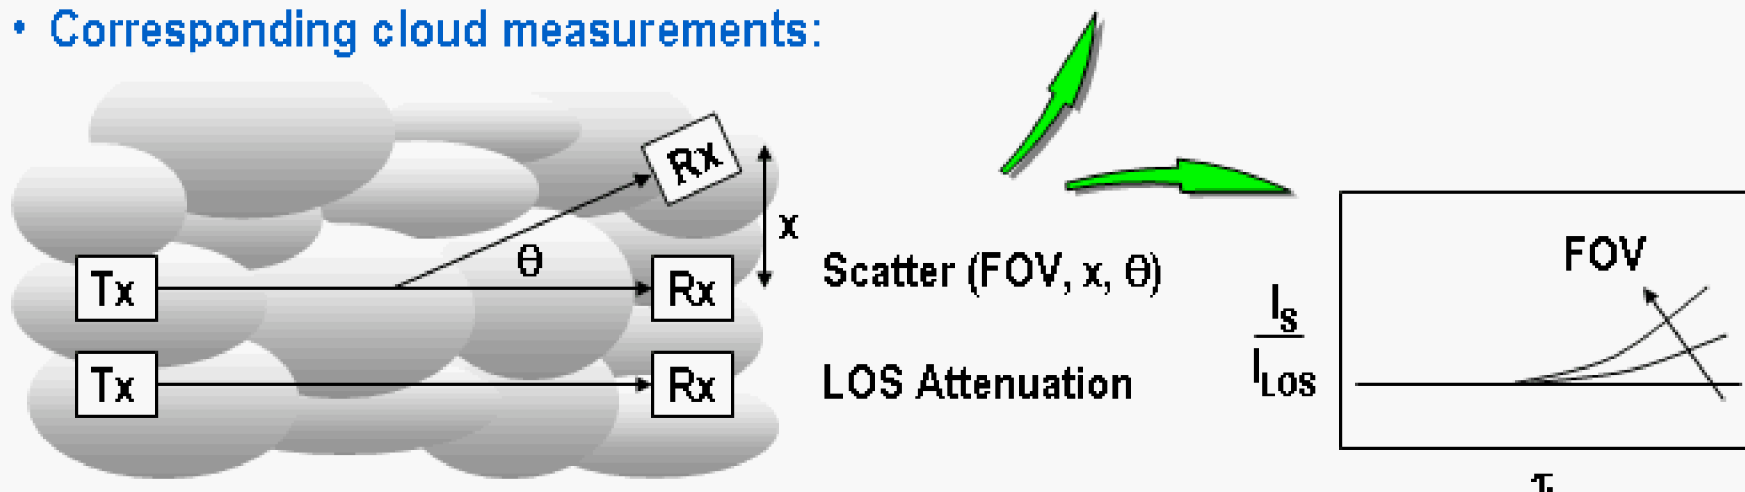 • Corresponding cloud measurements:
Rx
x
θ
Tx
Rx
Scatter (FOV, x, θ)
Tx
Rx
LOS Attenuation
FOV
I_S
I_LOS
τ